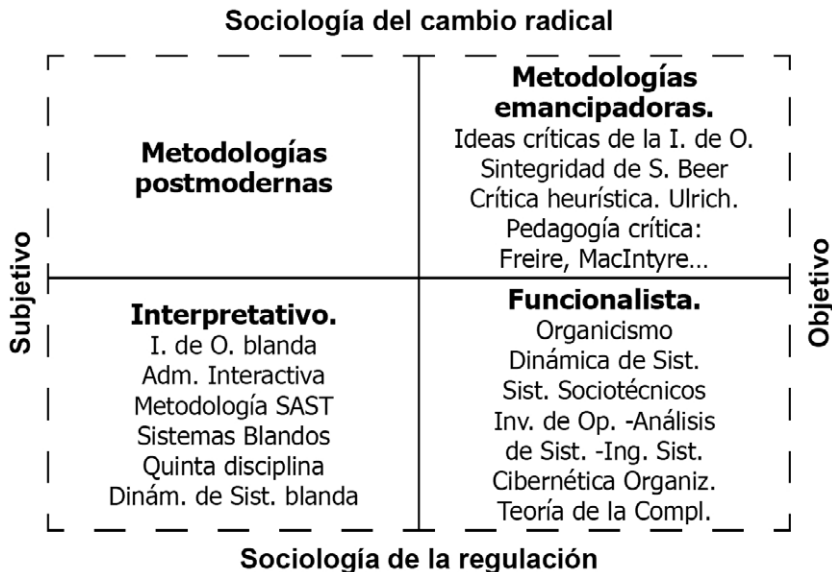 Sociología del cambio radical
Metodologías
postmodernas
Metodologías
emancipadoras.
Ideas críticas de la I. de O.
Sintegridad de S. Beer
Crítica heurística. Ulrich.
Pedagogía crítica:
Freire, MacIntyre...
Subjetivo
Objetivo
Interpretativo.
I. de O. blanda
Adm. Interactiva
Metodología SAST
Sistemas Blandos
Quinta disciplina
Dinám. de Sist. blanda
Funcionalista.
Organicismo
Dinámica de Sist.
Sist. Sociotécnicos
Inv. de Op. -Análisis
de Sist. -Ing. Sist.
Cibernética Organiz.
Teoría de la Compl.
Sociología de la regulación